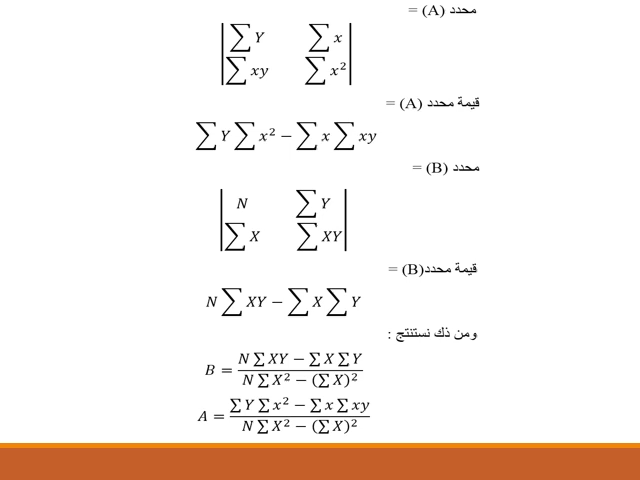 محدد (A) =
| ∑Y ∑x |
| ∑xy ∑x² |
قيمة محدد (A) =
∑Y ∑x² − ∑x ∑xy
محدد (B) =
| N ∑Y |
| ∑X ∑XY |
قيمة محدد(B) =
N ∑XY − ∑X ∑Y
ومن ذك نستنتج :
B = (N ∑XY − ∑X ∑Y) / (N ∑X² − (∑X)²)
A = (∑Y ∑x² − ∑x ∑xy) / (N ∑X² − (∑X)²)